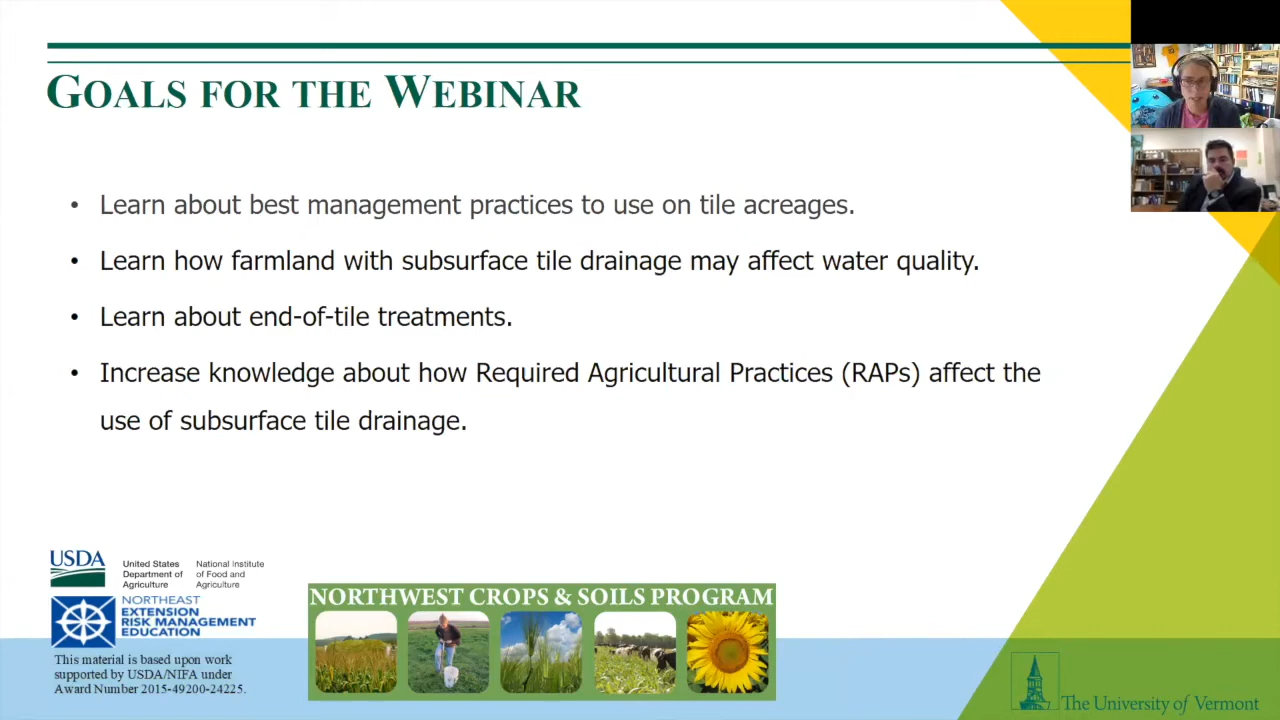 GOALS FOR THE WEBINAR
• Learn about best management practices to use on tile acreages.
• Learn how farmland with subsurface tile drainage may affect water quality.
• Learn about end-of-tile treatments.
• Increase knowledge about how Required Agricultural Practices (RAPs) affect the
use of subsurface tile drainage.
USDA
United States
Department of
Agriculture
National Institute
of Food and
Agriculture
NORTHEAST
EXTENSION
RISK MANAGEMENT
EDUCATION
This material is based upon work
supported by USDA/NIFA under
Award Number 2015-49200-24225.
NORTHWEST CROPS & SOILS PROGRAM
The University of Vermont